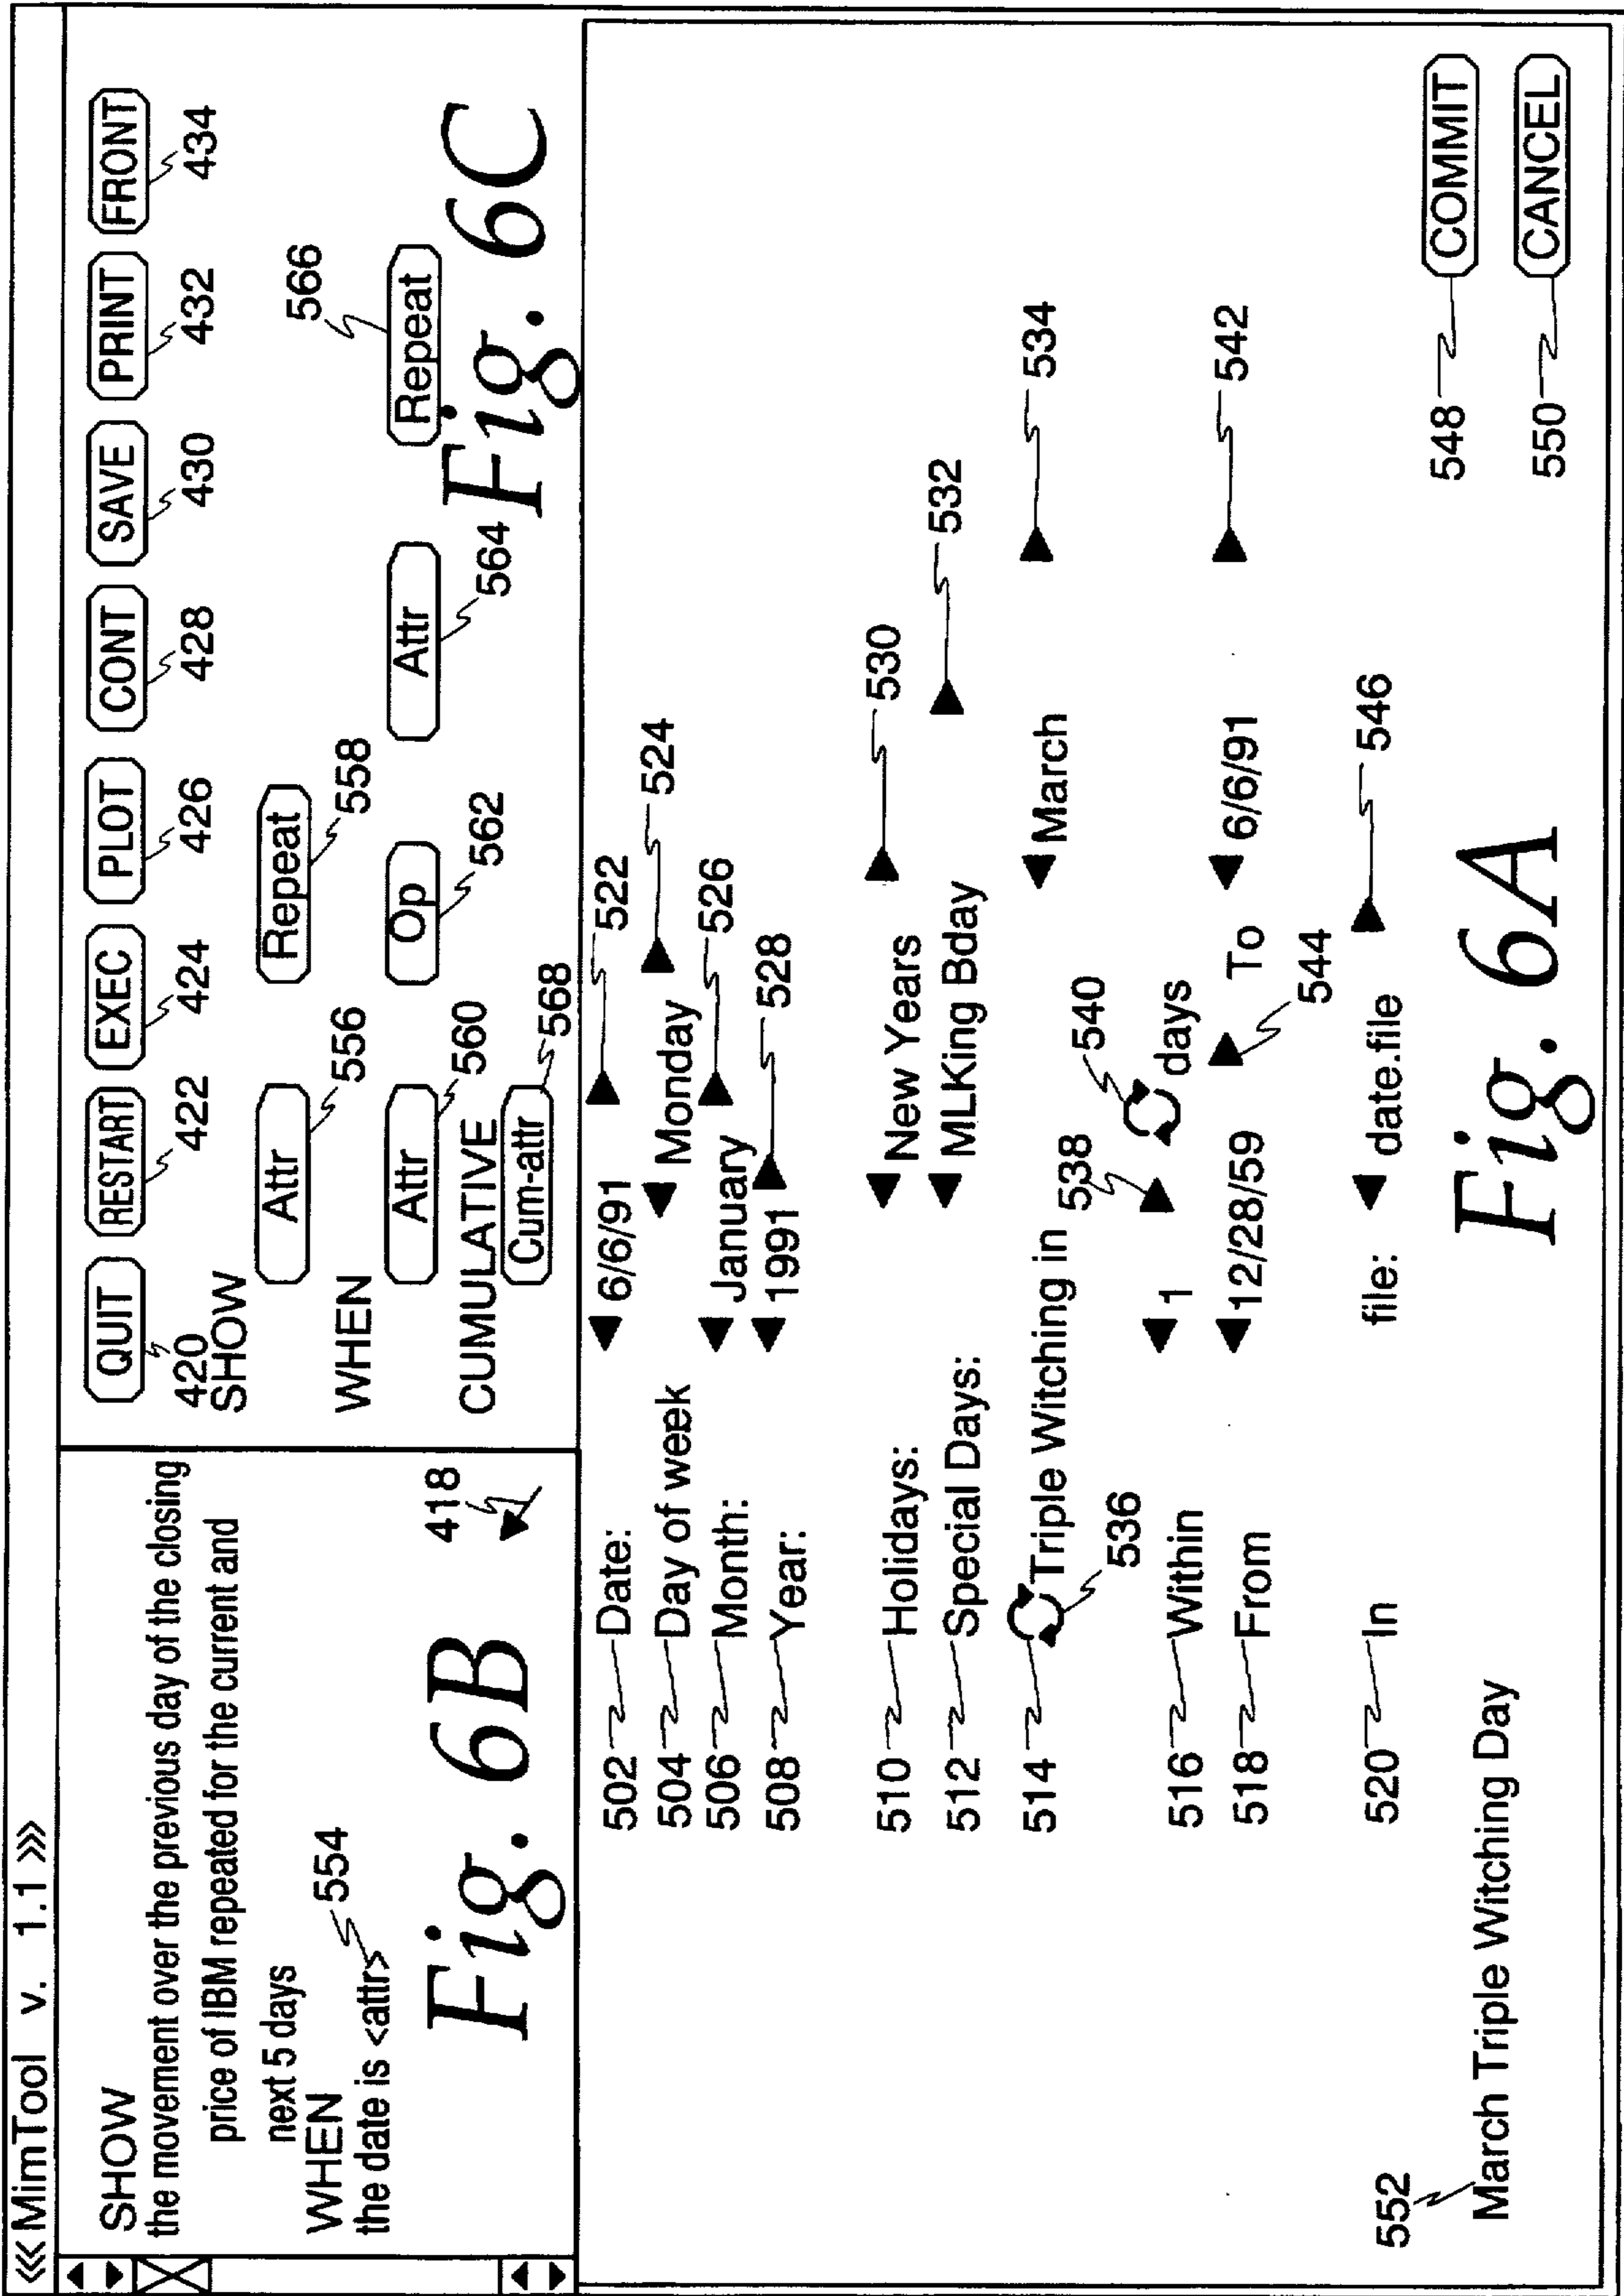 <<< MimTool v. 1.1 >>>
SHOW
the movement over the previous day of the closing
price of IBM repeated for the current and
next 5 days
WHEN
the date is <attr>
554
418
Fig. 6B
QUIT RESTART EXEC PLOT CONT SAVE PRINT FRONT
420 422 424 426 428 430 432 434
SHOW
Attr Repeat
556 558
WHEN
566
Attr Op Attr Repeat
560 562 564
CUMULATIVE
Cum-attr
568
Fig. 6C
502 Date: 6/6/91 522
504 Day of week Monday 524
506 Month: January 526
508 Year: 1991 528
510 Holidays: New Years 530
512 Special Days: MLKing Bday 532
514 Triple Witching in March 534
536 538 540
516 Within 1 days
518 From 12/28/59 To 6/6/91 542
544
520 In file: date.file 546
552
March Triple Witching Day
548 COMMIT
550 CANCEL
Fig. 6A